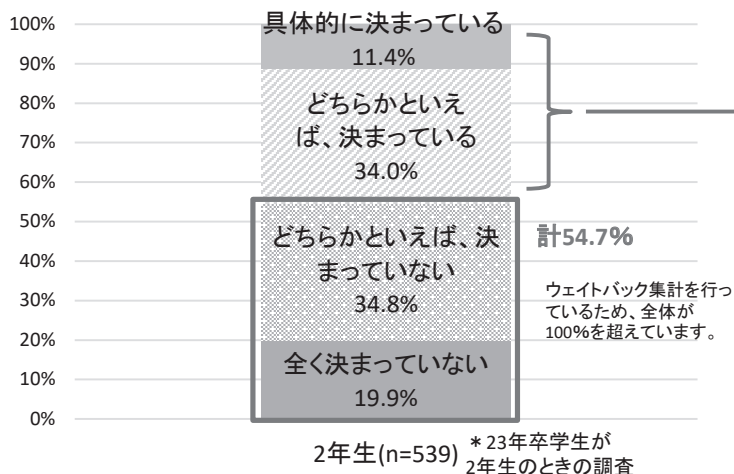 100%
90%
80%
70%
60%
50%
40%
30%
20%
10%
0%
具体的に決まっている
11.4%
どちらかといえ
ば、決まっている
34.0%
どちらかといえば、決
まっていない
34.8%
全く決まっていない
19.9%
計54.7%
ウェイトバック集計を行っ
ているため、全体が
100%を超えています。
2年生(n=539)
＊23年卒学生が
2年生のときの調査